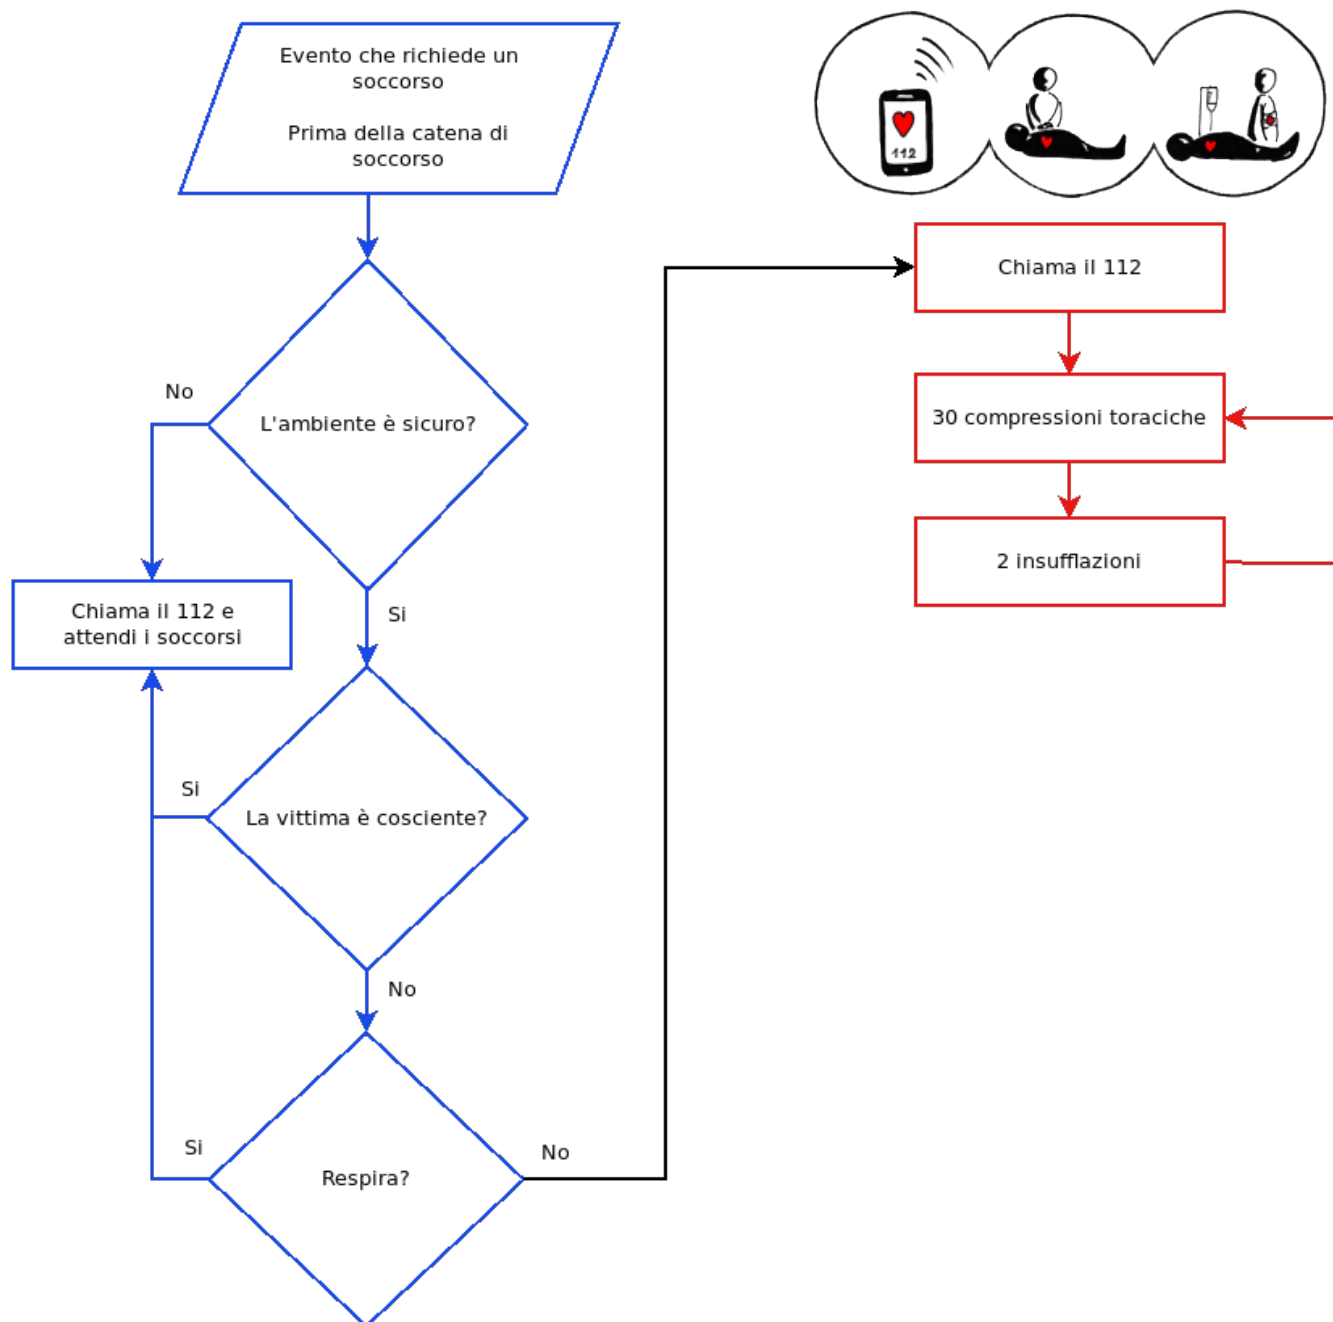 Evento che richiede un
soccorso
Prima della catena di
soccorso
L'ambiente è sicuro?
No
Si
Chiama il 112 e
attendi i soccorsi
La vittima è cosciente?
Si
No
Respira?
Si
No
112
Chiama il 112
30 compressioni toraciche
2 insufflazioni